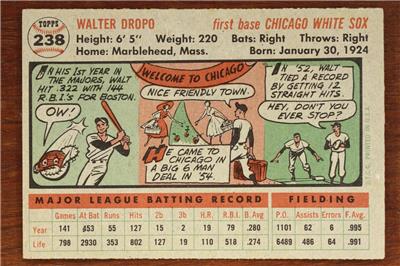 TOPPS
238
WALTER DROPO
first base CHICAGO WHITE SOX
Height: 6' 5" Weight: 220 Bats: Right Throws: Right
Home: Marblehead, Mass. Born: January 30, 1924
IN HIS 1ST YEAR IN
THE MAJORS, WALT
HIT .322 WITH 144
R.B.I.'S FOR BOSTON.
OW!
WELCOME TO CHICAGO
NICE FRIENDLY TOWN.
HE CAME TO
CHICAGO IN
A BIG 6 MAN
DEAL IN '54.
IN '52, WALT
TIED A RECORD
BY GETTING 12
STRAIGHT HITS.
HEY, DON'T YOU
EVER STOP?
©T.C.G. PRINTED IN U.S.A.
MAJOR LEAGUE BATTING RECORD
FIELDING
Games At Bat Runs Hits 2b 3b H.R. R.B.I. B.Avg P.O. Assists Errors F.Avg.
Year 141 453 55 127 15 2 19 79 .280 1101 62 6 .995
Life 798 2930 353 802 127 19 110 518 .274 6489 486 64 .991